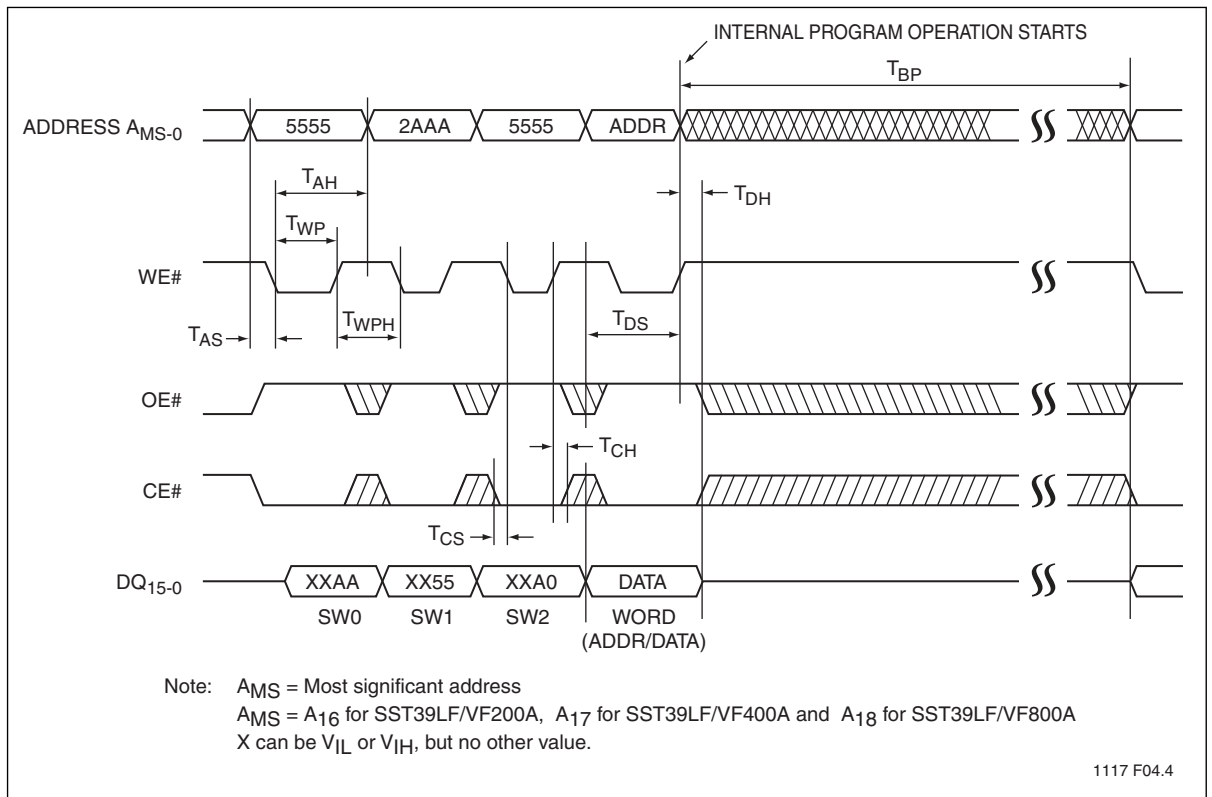 INTERNAL PROGRAM OPERATION STARTS
TBP
ADDRESS AMS-0
5555 2AAA 5555 ADDR
TAH
TDH
TWP
WE#
TWPH
TDS
TAS
OE#
TCH
CE#
TCS
DQ15-0
XXAA XX55 XXA0 DATA
SW0 SW1 SW2 WORD
(ADDR/DATA)
Note: AMS = Most significant address
AMS = A16 for SST39LF/VF200A, A17 for SST39LF/VF400A and A18 for SST39LF/VF800A
X can be VIL or VIH, but no other value.
1117 F04.4